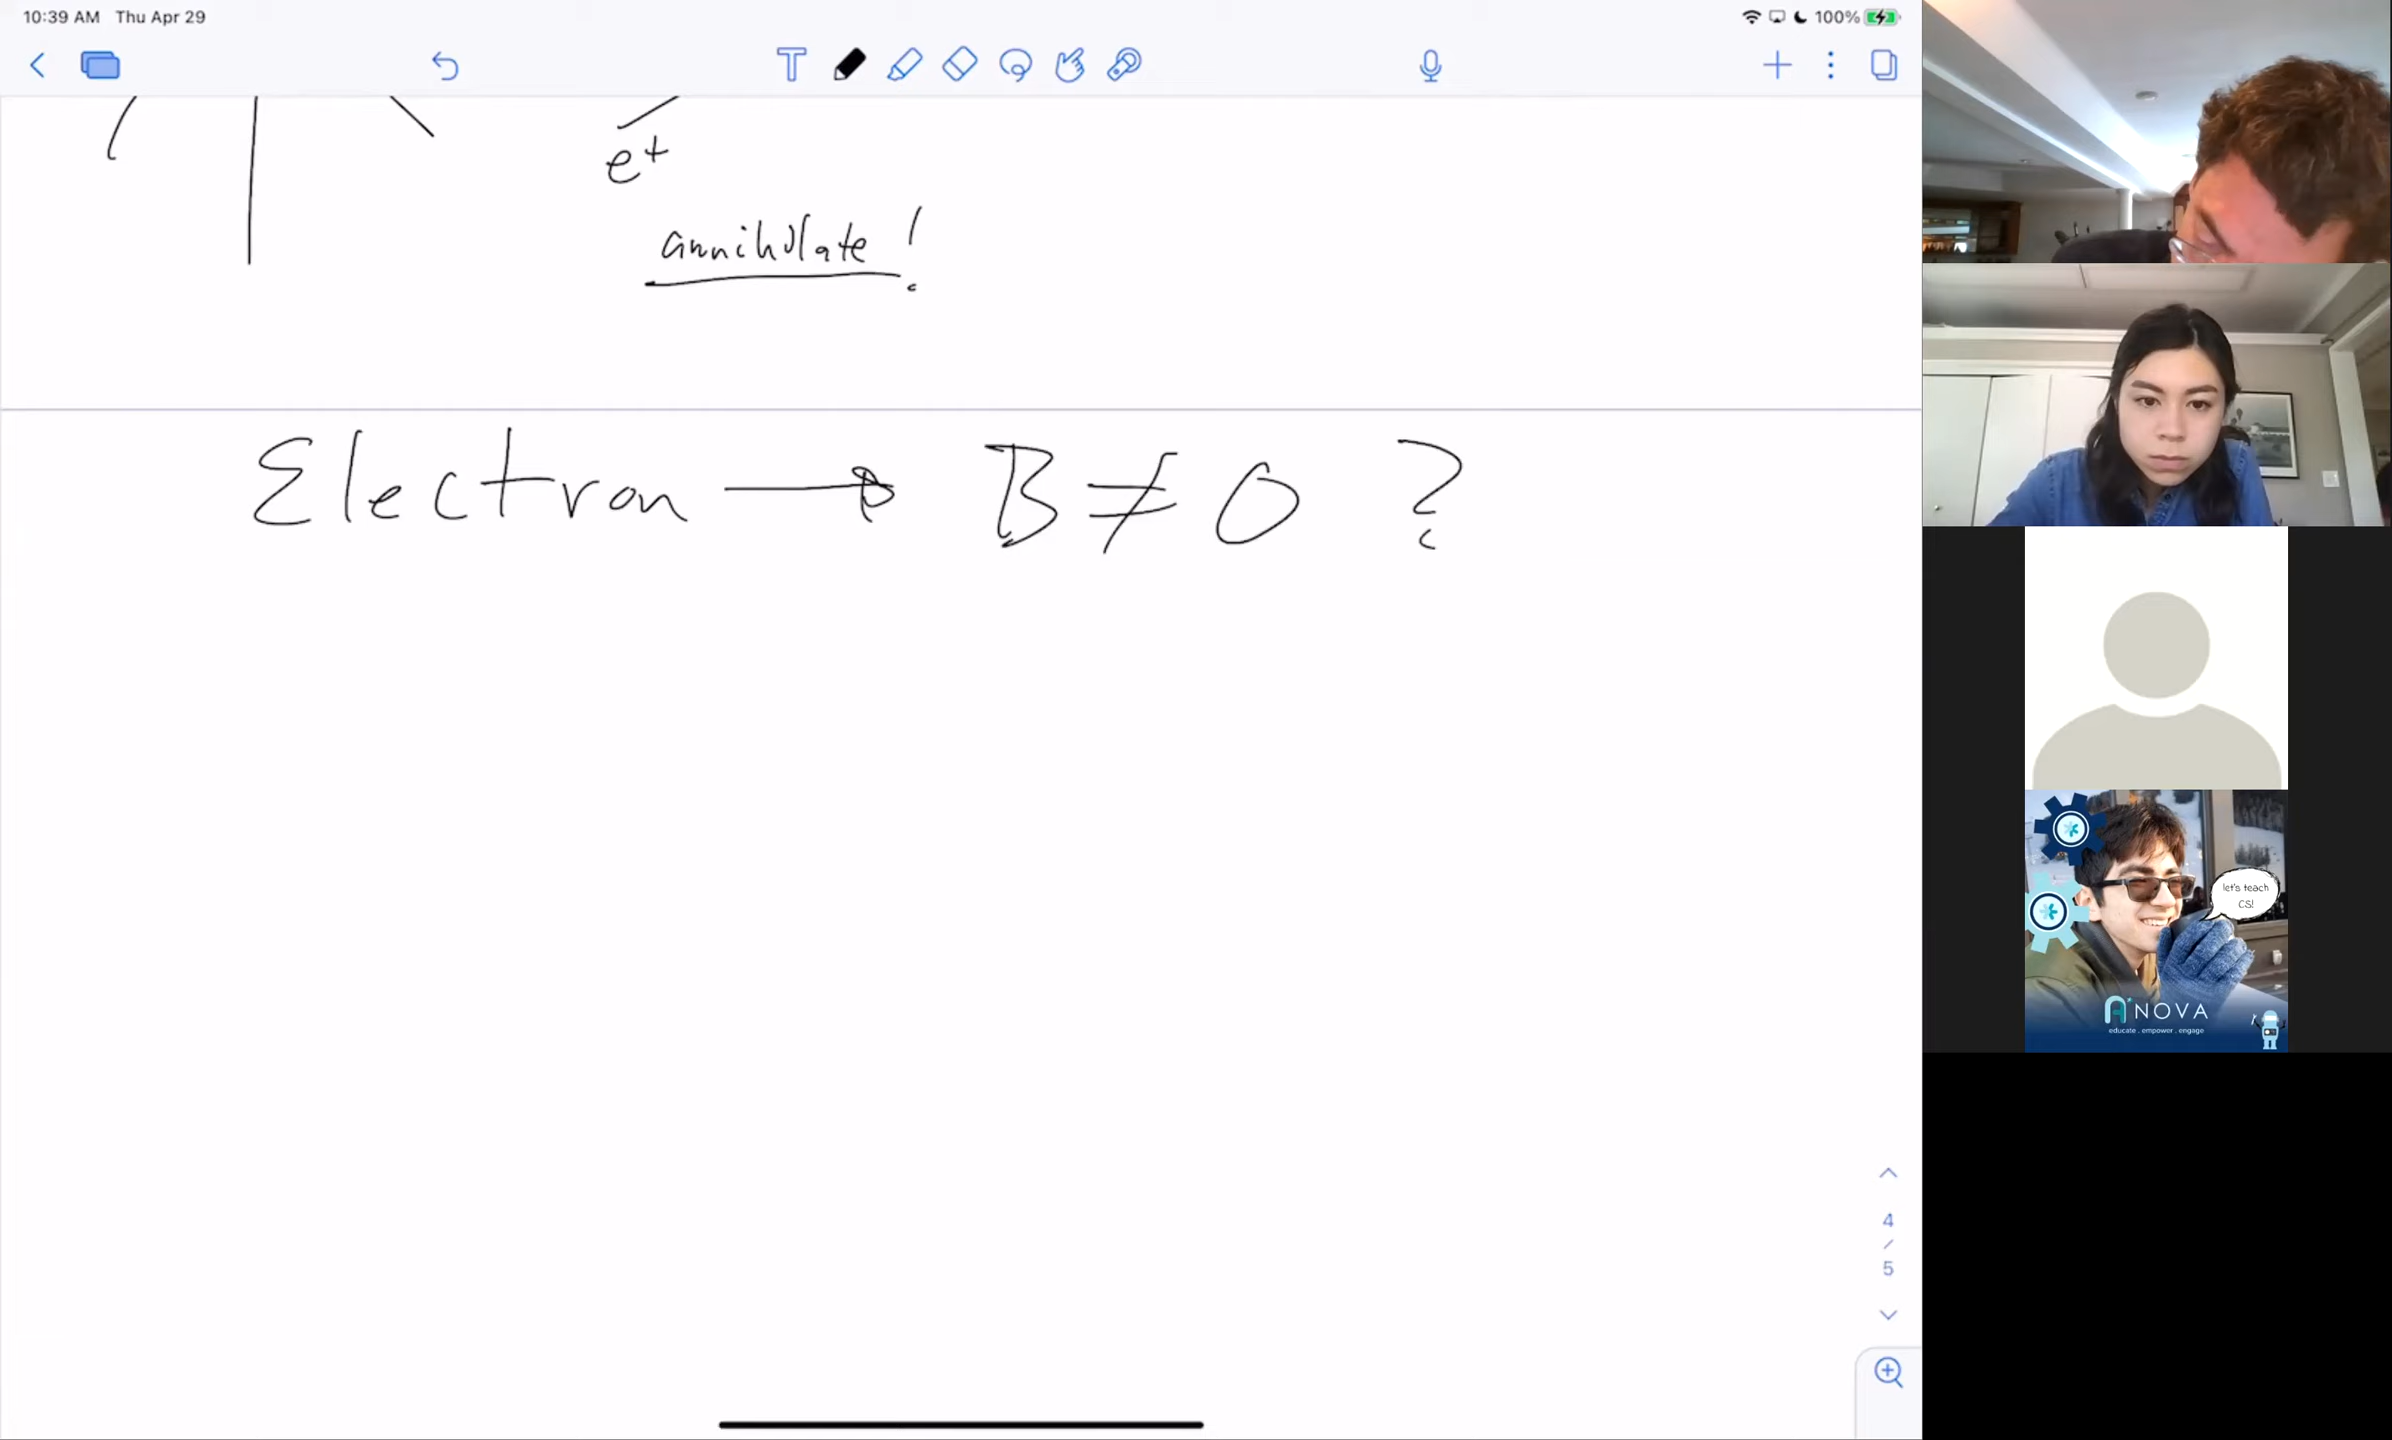 10:39 AM Thu Apr 29
100%
T
e+
annihilate!
Electron → B ≠ 0 ?
4
/
5
let's teach
CS!
A*NOVA
educate . empower . engage